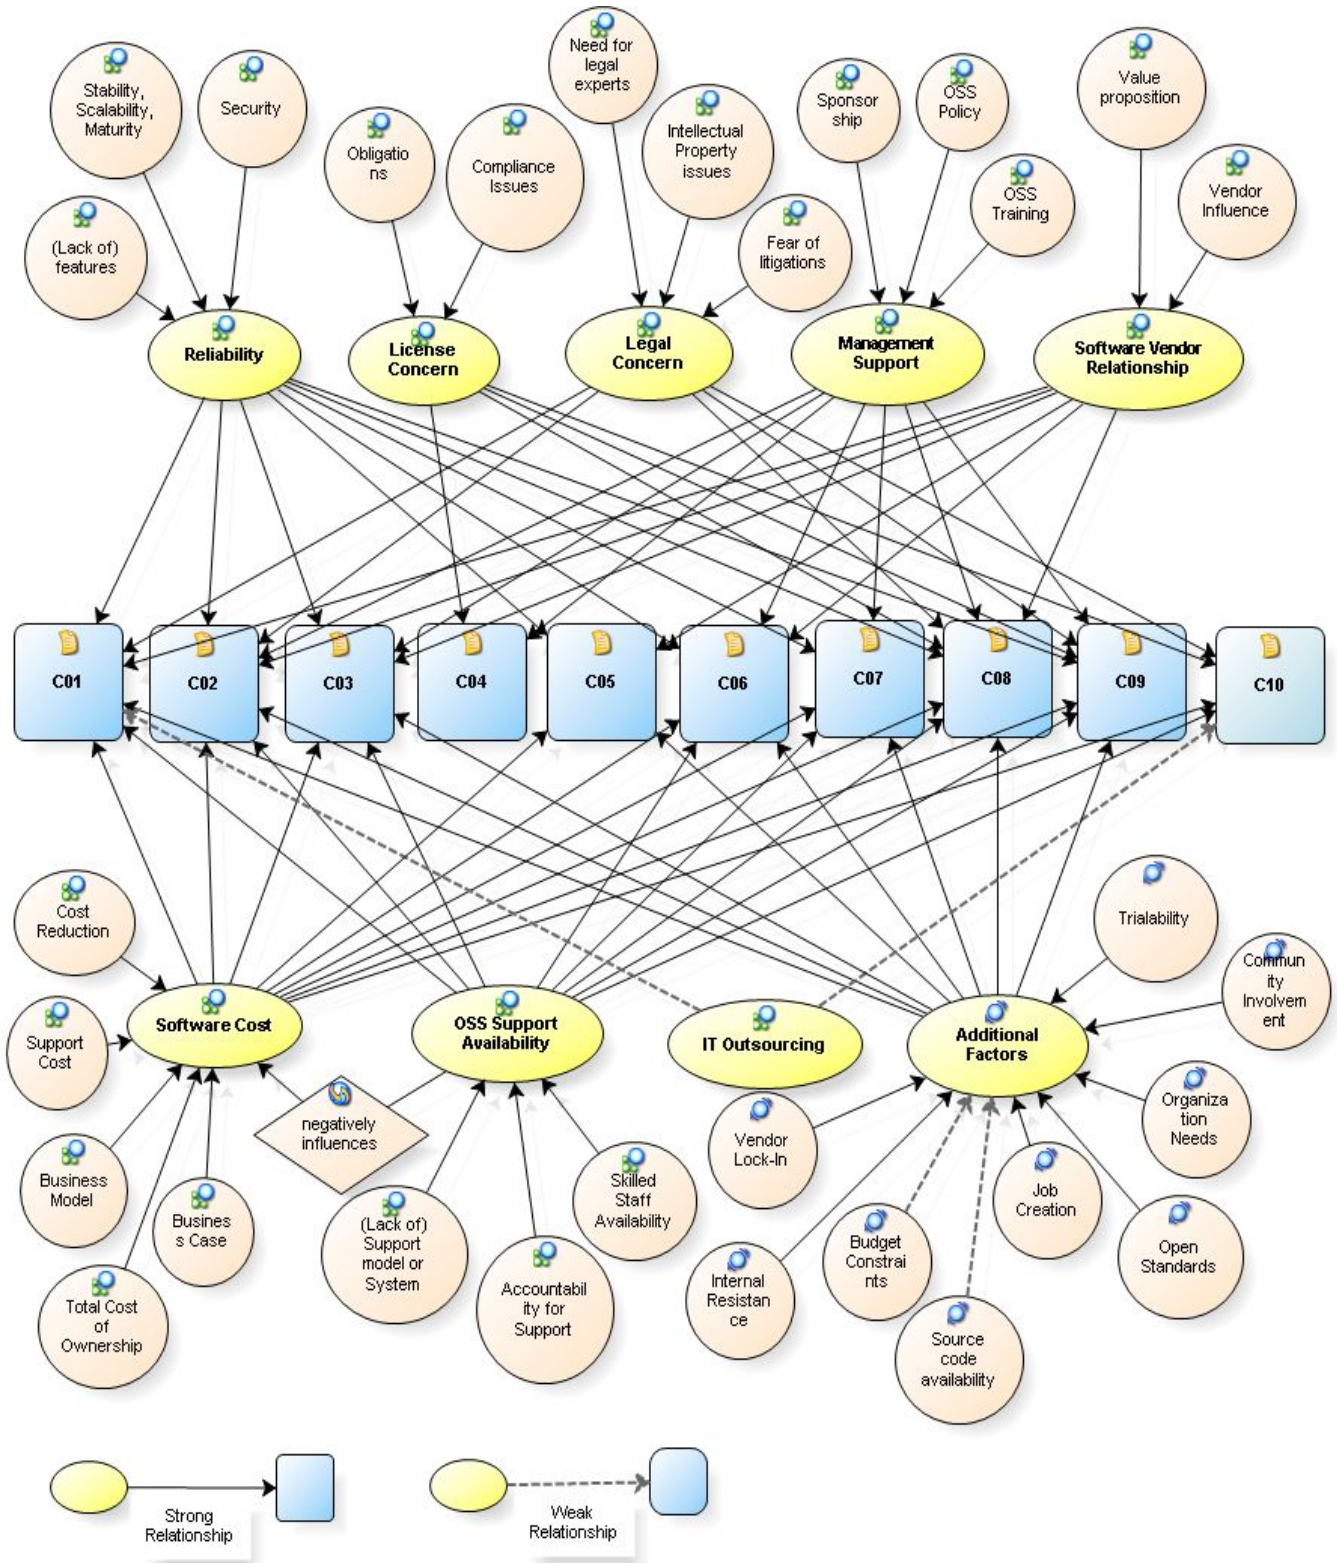 Need for
legal
experts
Stability,
Scalability,
Maturity
Security
Obligatio
ns
Compliance
Issues
Intellectual
Property
issues
Sponsor
ship
OSS
Policy
Value
proposition
(Lack of)
features
Fear of
litigations
OSS
Training
Vendor
Influence
Reliability
License
Concern
Legal
Concern
Management
Support
Software Vendor
Relationship
C01
C02
C03
C04
C05
C06
C07
C08
C09
C10
Cost
Reduction
Trialability
Commun
ity
Involvem
ent
Software Cost
OSS Support
Availability
IT Outsourcing
Additional
Factors
Support
Cost
negatively
influences
Vendor
Lock-In
Organiza
tion
Needs
Business
Model
Busines
s Case
(Lack of)
Support
model or
System
Skilled
Staff
Availability
Job
Creation
Budget
Constrai
nts
Open
Standards
Total Cost
of
Ownership
Accountabil
ity for
Support
Internal
Resistan
ce
Source
code
availability
Strong
Relationship
Weak
Relationship